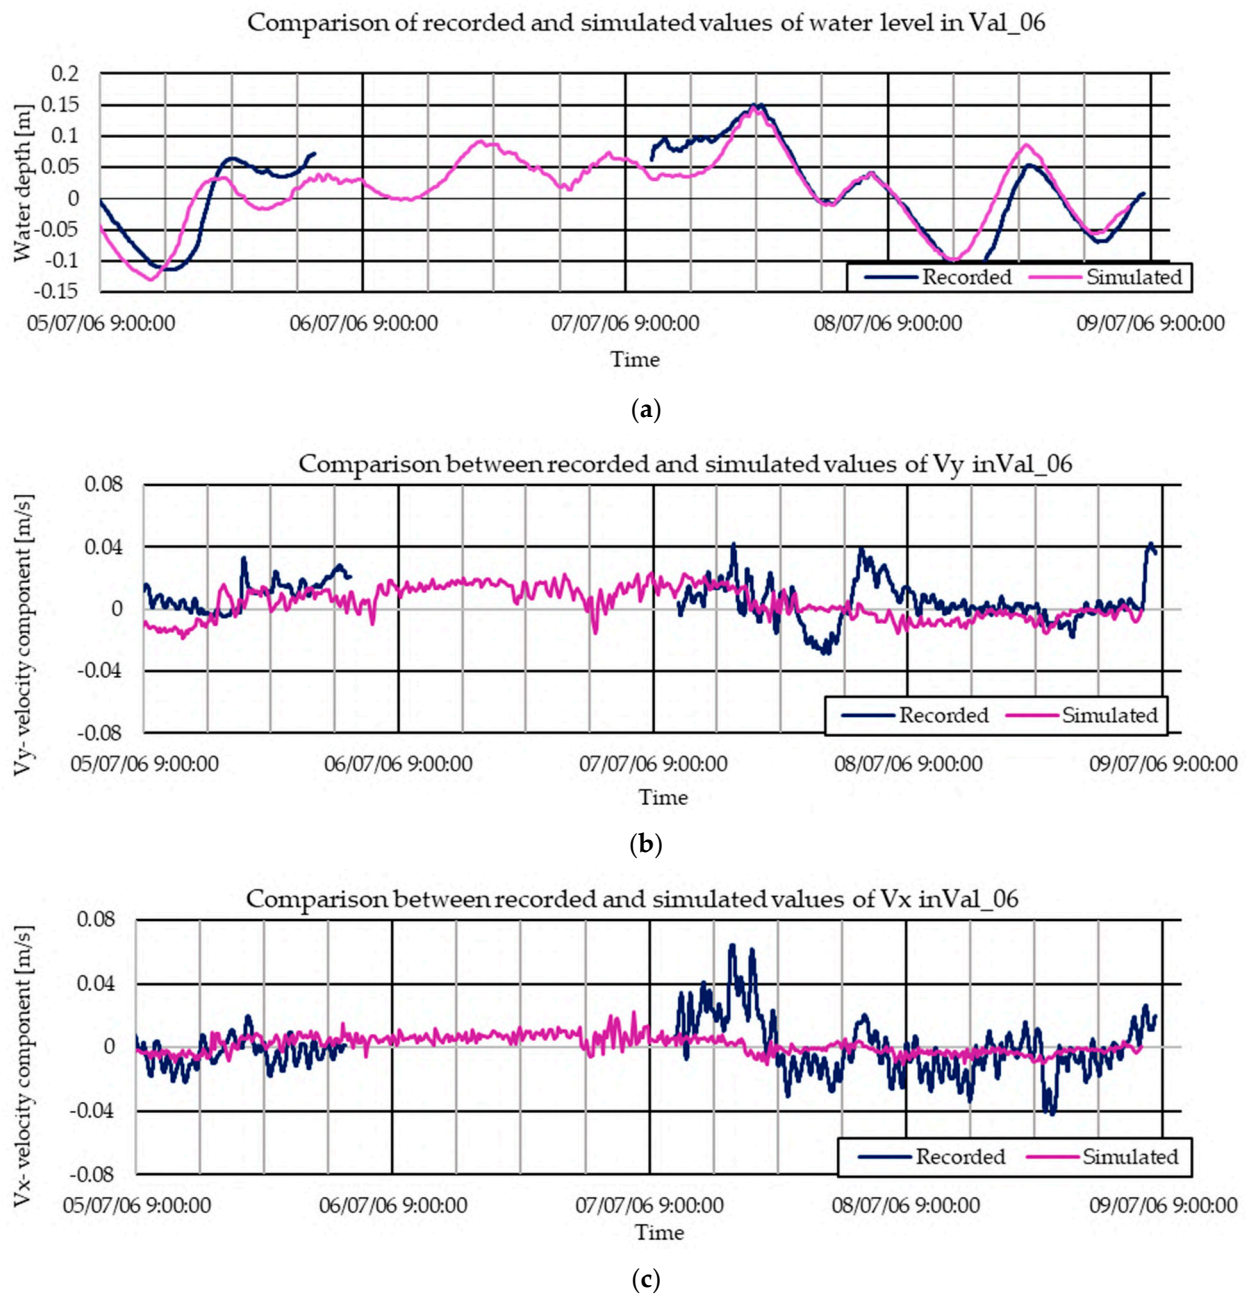 Comparison of recorded and simulated values of water level in Val_06
Water depth [m]
0.2
0.15
0.1
0.05
0
-0.05
-0.1
-0.15
Recorded
Simulated
05/07/06 9:00:00
06/07/06 9:00:00
07/07/06 9:00:00
08/07/06 9:00:00
09/07/06 9:00:00
Time
(a)
Comparison between recorded and simulated values of Vy inVal_06
Vy- velocity component [m/s]
0.08
0.04
0
-0.04
-0.08
Recorded
Simulated
05/07/06 9:00:00
06/07/06 9:00:00
07/07/06 9:00:00
08/07/06 9:00:00
09/07/06 9:00:00
Time
(b)
Comparison between recorded and simulated values of Vx inVal_06
Vx- velocity component [m/s]
0.08
0.04
0
-0.04
-0.08
Recorded
Simulated
05/07/06 9:00:00
06/07/06 9:00:00
07/07/06 9:00:00
08/07/06 9:00:00
09/07/06 9:00:00
Time
(c)